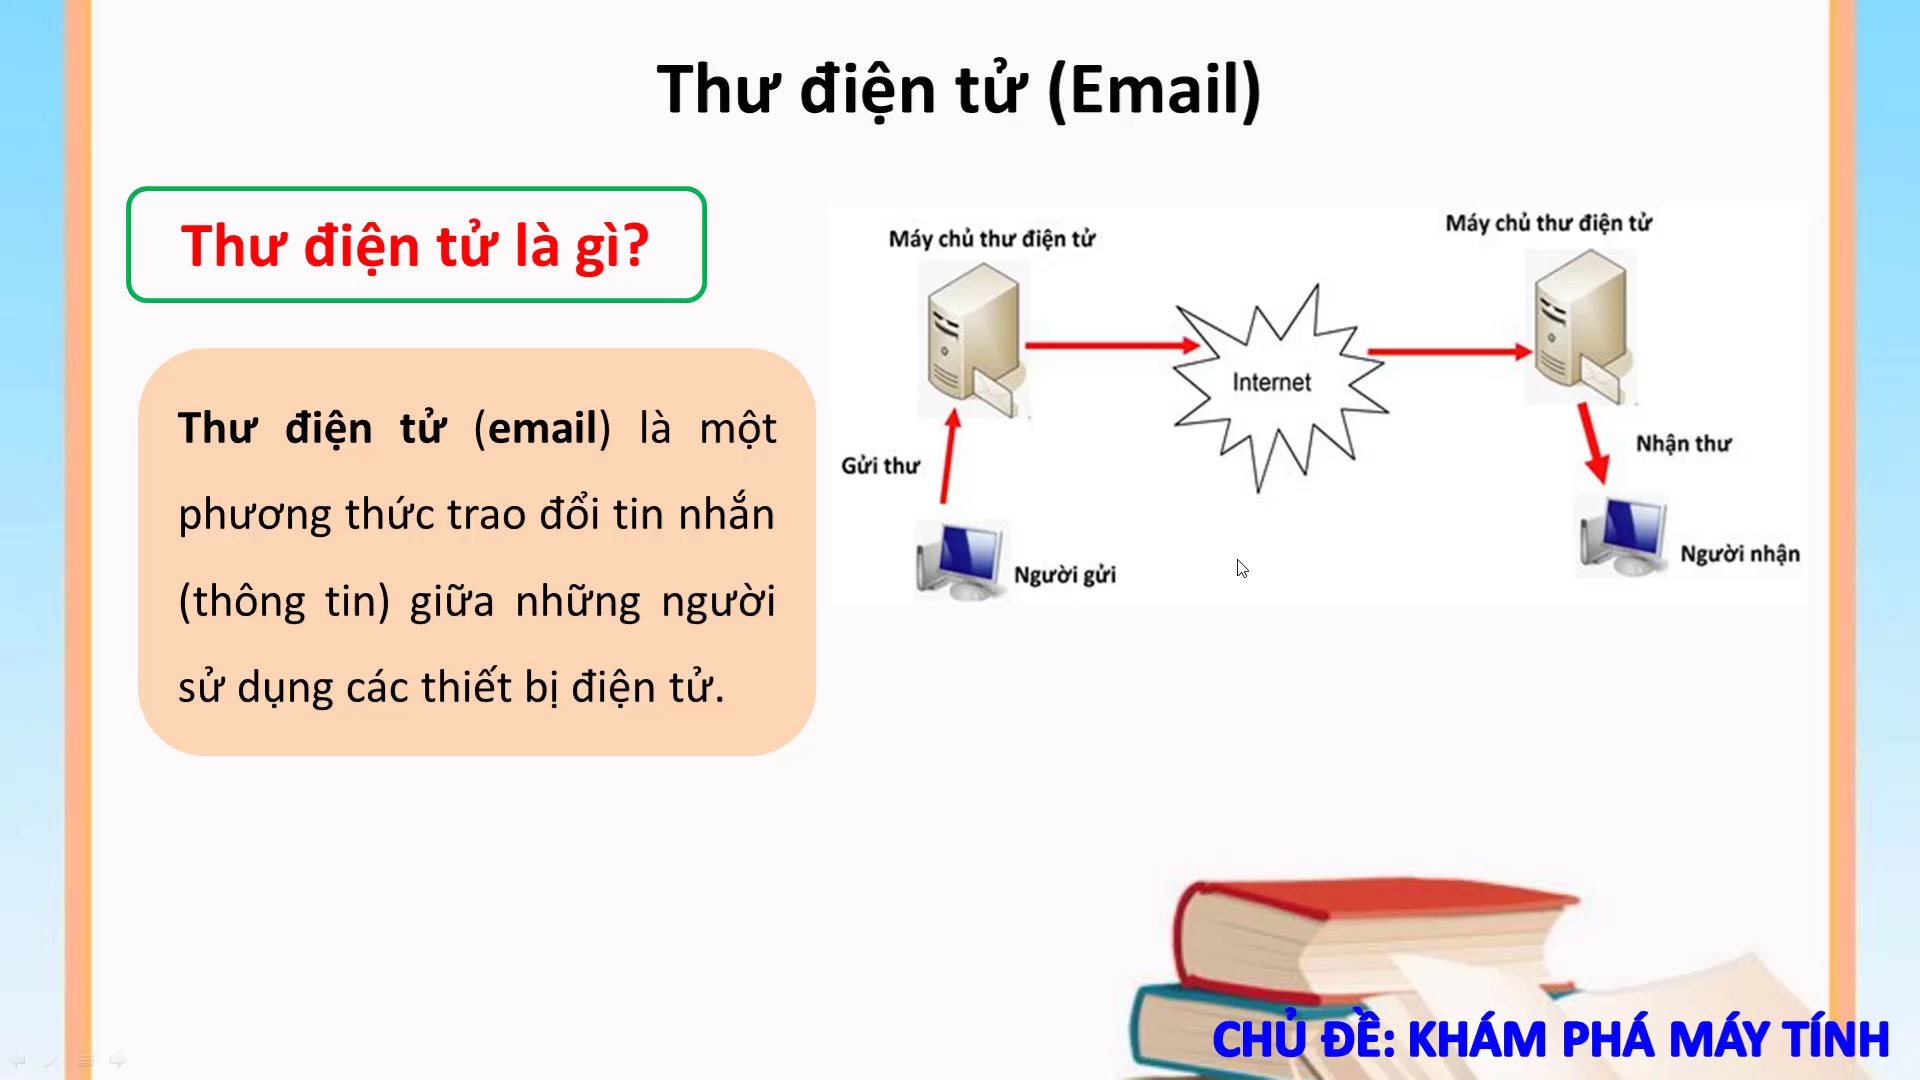 Thư điện tử (Email)
Thư điện tử là gì?
Thư điện tử (email) là một
phương thức trao đổi tin nhắn
(thông tin) giữa những người
sử dụng các thiết bị điện tử.
Máy chủ thư điện tử
Máy chủ thư điện tử
Internet
Gửi thư
Nhận thư
Người gửi
Người nhận
CHỦ ĐỀ: KHÁM PHÁ MÁY TÍNH